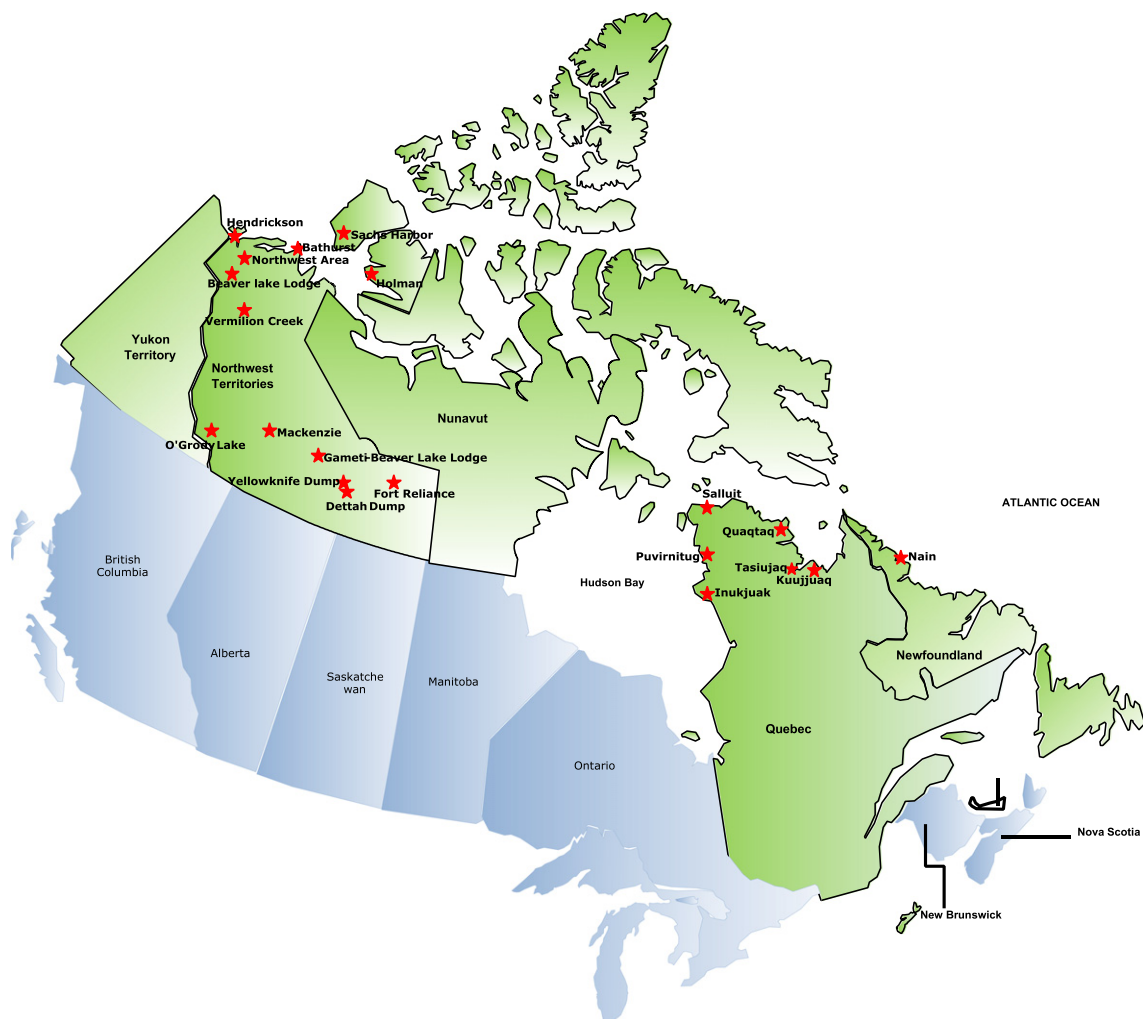 Hendrickson
Sachs Harbor
Bathurst
Northwest Area
Beaver lake Lodge
Holman
Vermilion Creek
Yukon
Territory
Northwest
Territories
Nunavut
O'Grody Lake
Mackenzie
Gameti-Beaver Lake Lodge
Yellowknife Dump
Fort Reliance
Dettah Dump
Salluit
ATLANTIC OCEAN
Quaqtaq
Puvirnitug
Tasiujaq
Kuujjuaq
Nain
Hudson Bay
Inukjuak
British
Columbia
Alberta
Saskatche
wan
Manitoba
Newfoundland
Quebec
Ontario
Nova Scotia
New Brunswick